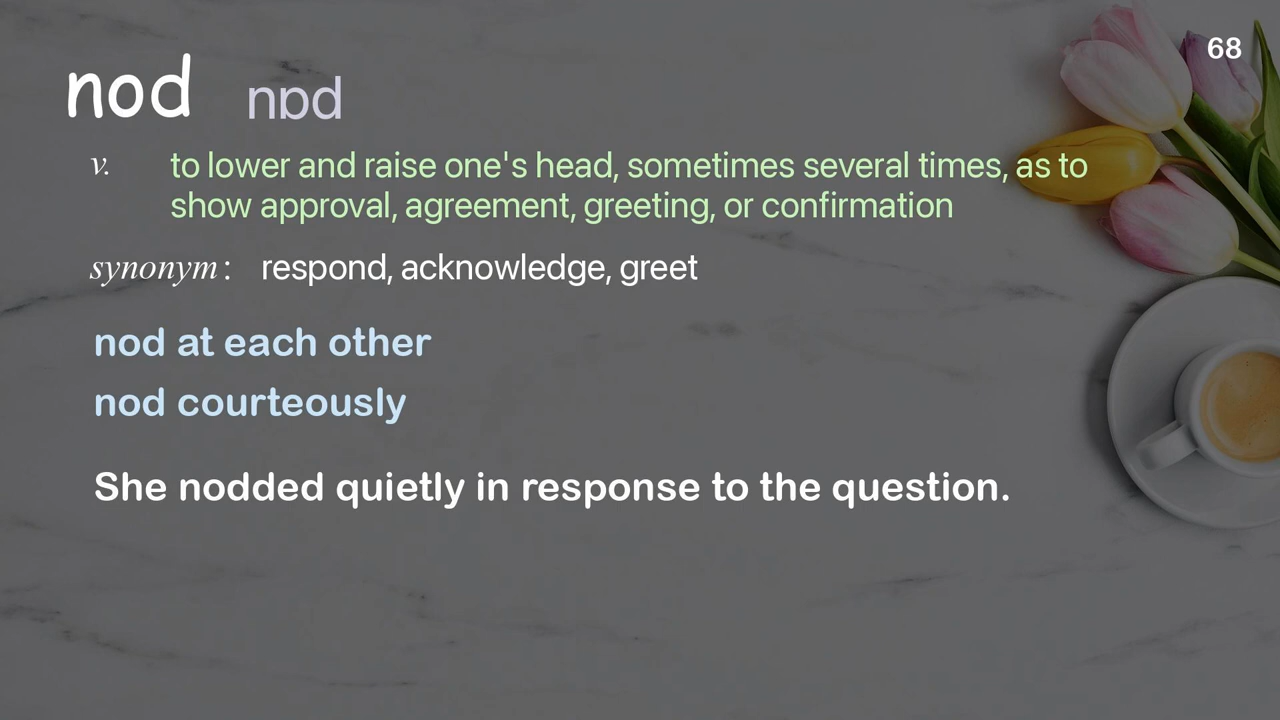 68
nod nɒd
v. to lower and raise one's head, sometimes several times, as to
show approval, agreement, greeting, or confirmation
synonym: respond, acknowledge, greet
nod at each other
nod courteously
She nodded quietly in response to the question.